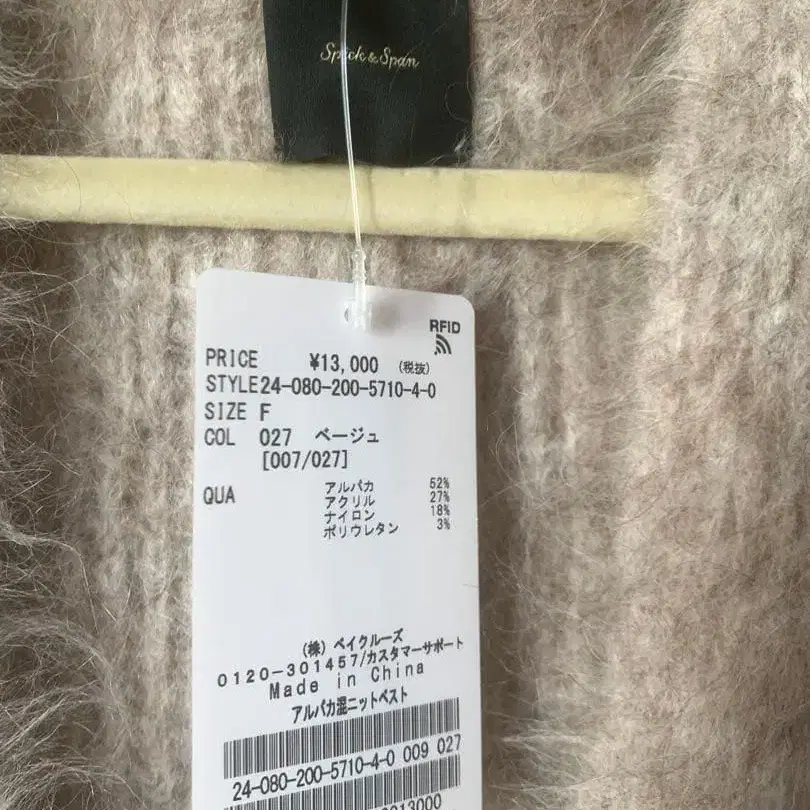 Spick & Span
RFID
PRICE ¥13,000 (税抜)
STYLE 24-080-200-5710-4-0
SIZE F
COL 027 ベージュ
[007/027]
QUA アルパカ 52%
アクリル 27%
ナイロン 18%
ポリウレタン 3%
(株) ベイクルーズ
0120-301457/カスタマーサポート
Made in China
アルパカ混ニットベスト
24-080-200-5710-4-0 009 027